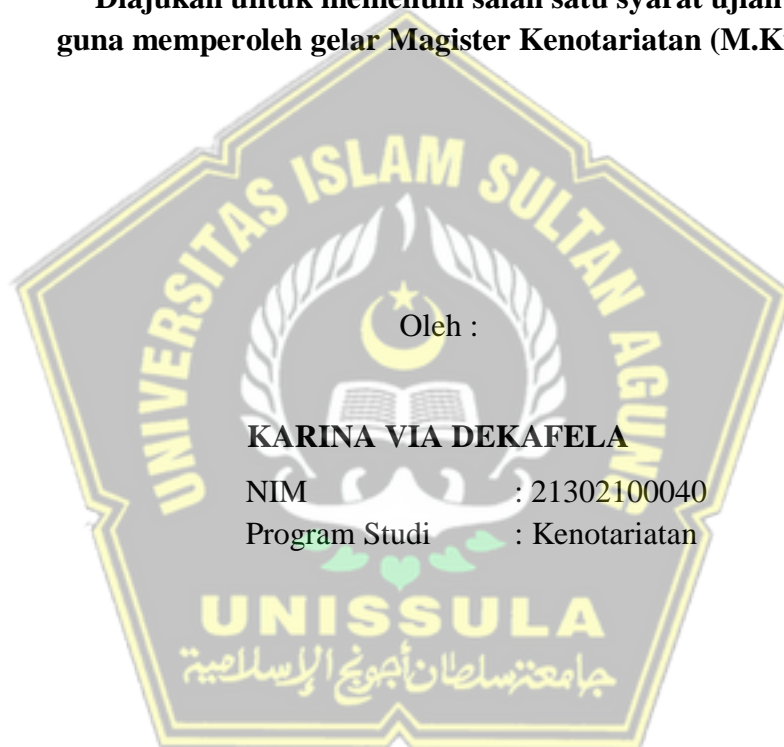 Diajukan untuk memenuhi salah satu syarat ujian
guna memperoleh gelar Magister Kenotariatan (M.K
UNIVERSITAS ISLAM SULTAN AGUNG
Oleh :
KARINA VIA DEKAFELA
NIM : 21302100040
Program Studi : Kenotariatan
UNISSULA
جامعة سلطان أجونج الإسلامية